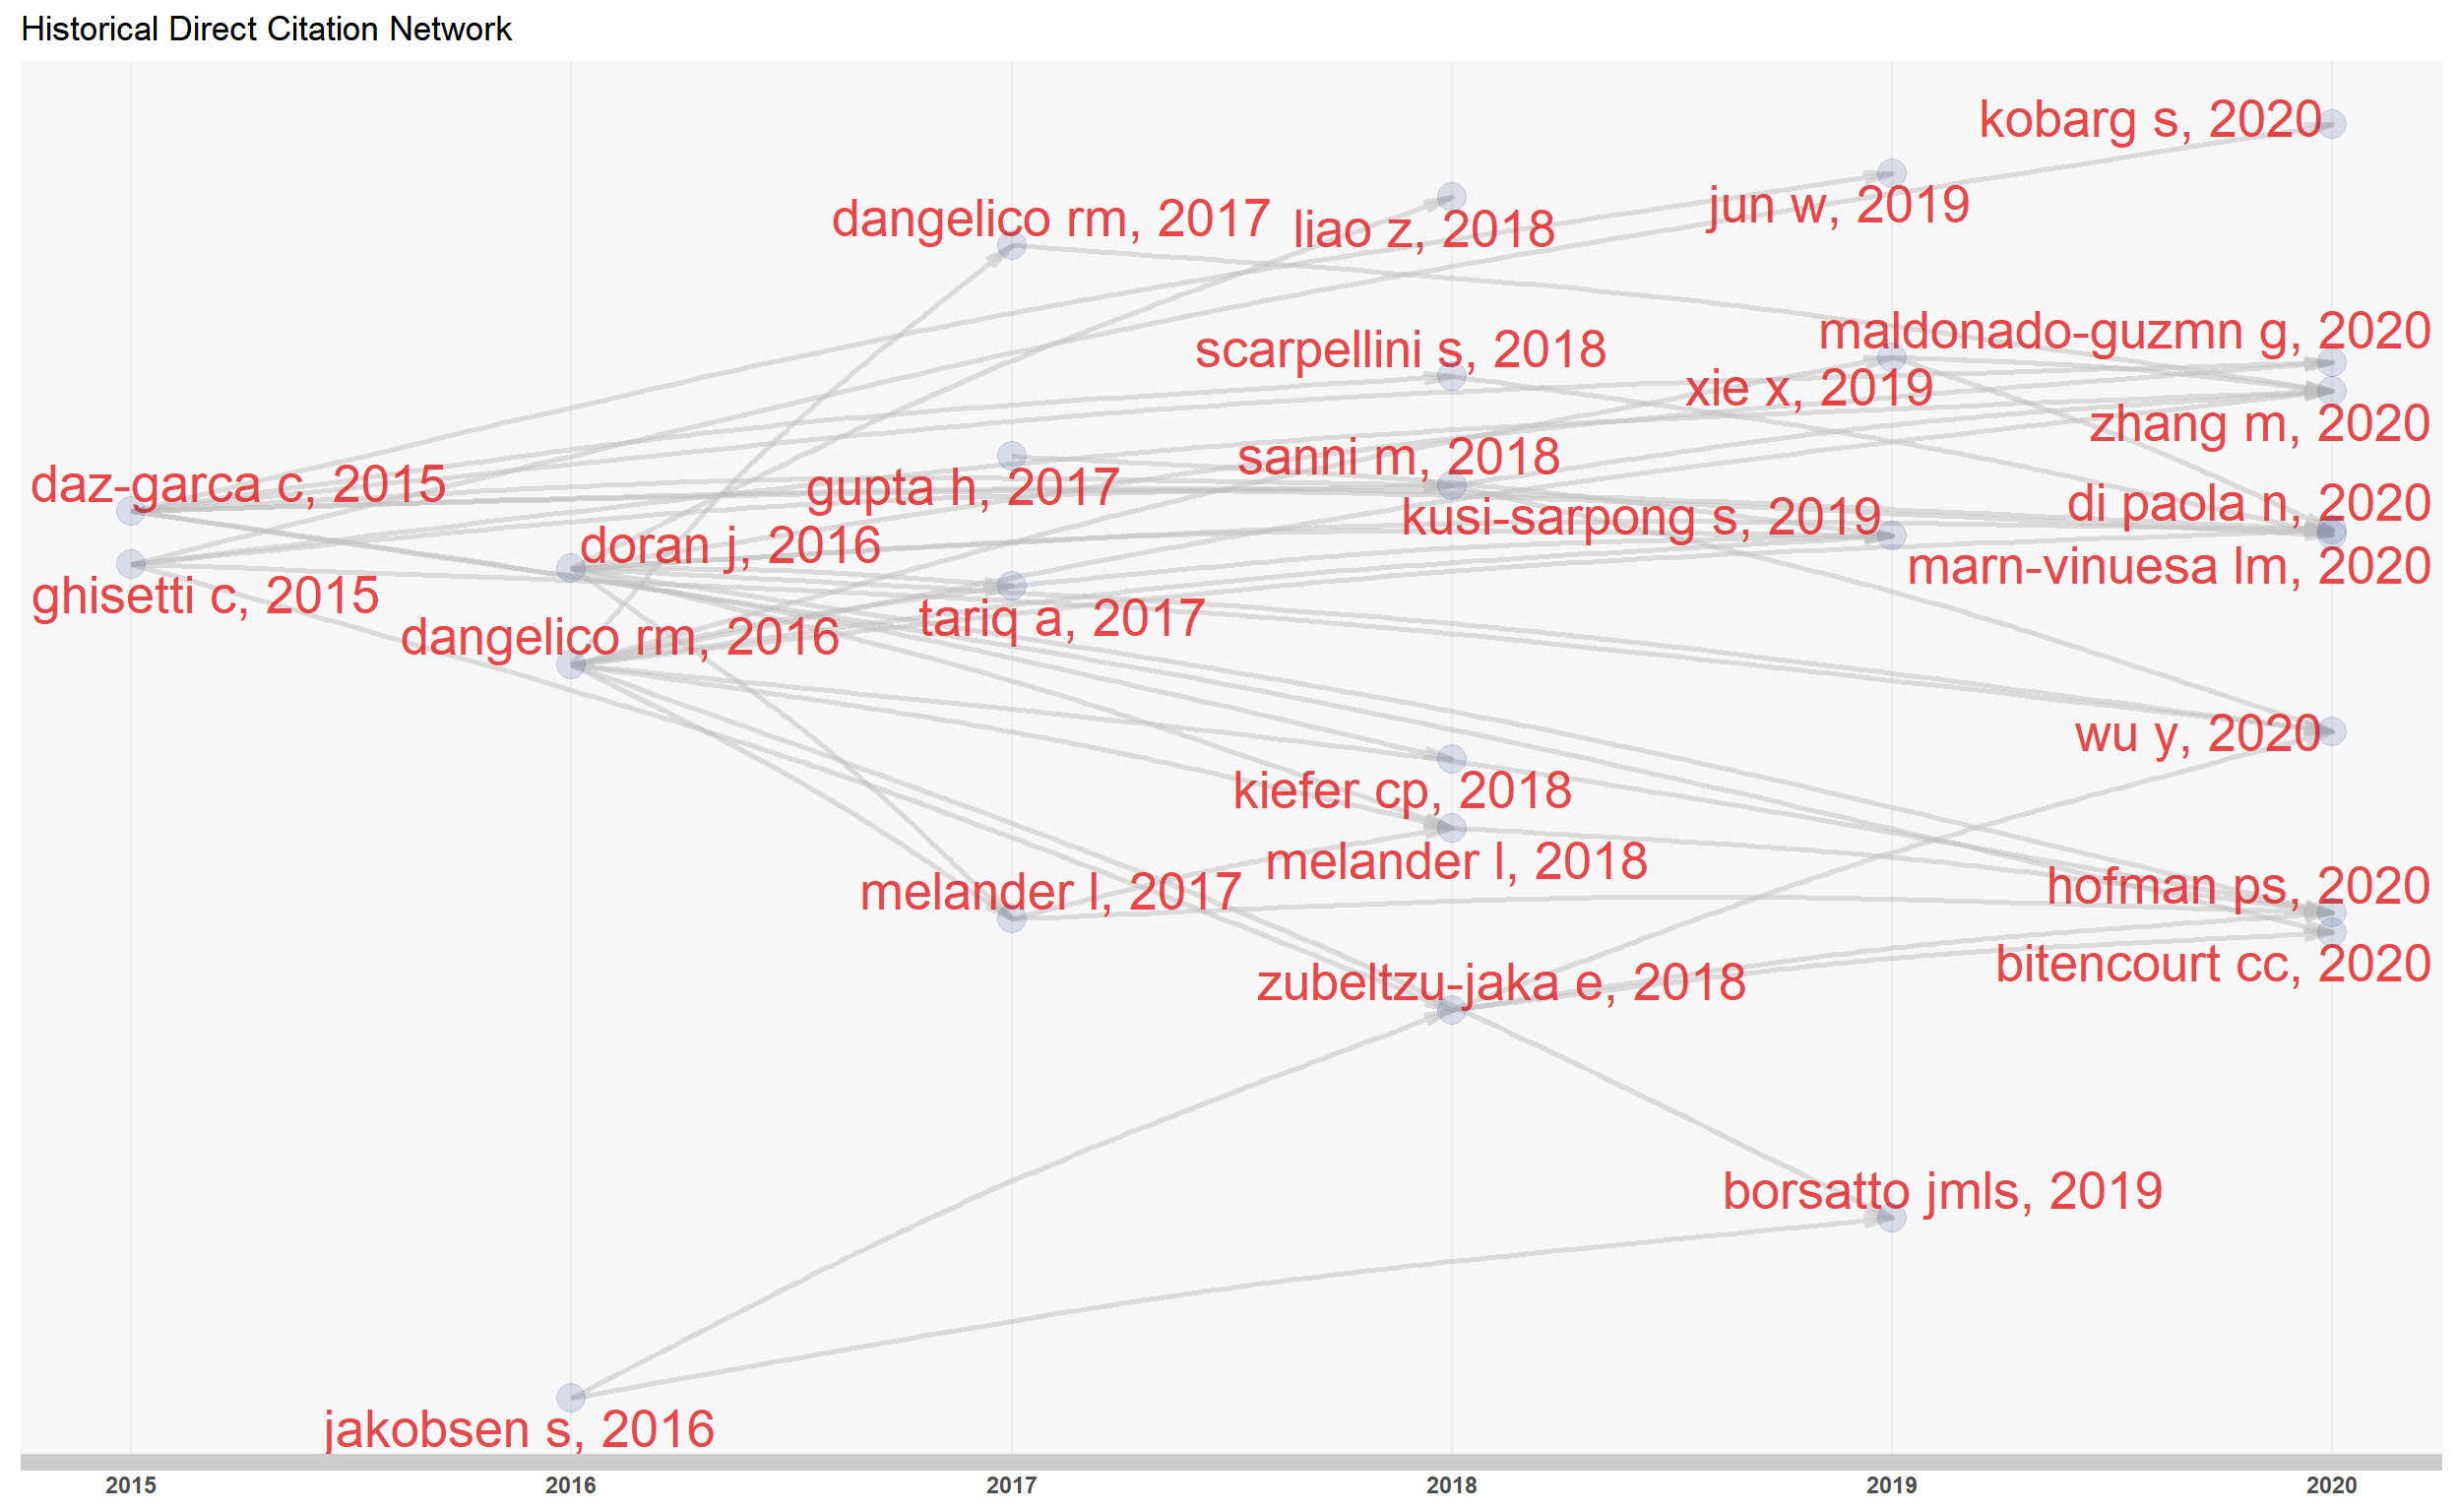 Historical Direct Citation Network
kobarg s, 2020
jun w, 2019
dangelico rm, 2017
liao z, 2018
maldonado-guzmn g, 2020
scarpellini s, 2018
xie x, 2019
zhang m, 2020
sanni m, 2018
daz-garca c, 2015
gupta h, 2017
di paola n, 2020
kusi-sarpong s, 2019
doran j, 2016
marn-vinuesa lm, 2020
ghisetti c, 2015
tariq a, 2017
dangelico rm, 2016
wu y, 2020
kiefer cp, 2018
melander l, 2018
hofman ps, 2020
melander l, 2017
bitencourt cc, 2020
zubeltzu-jaka e, 2018
borsatto jmls, 2019
jakobsen s, 2016
2015 2016 2017 2018 2019 2020